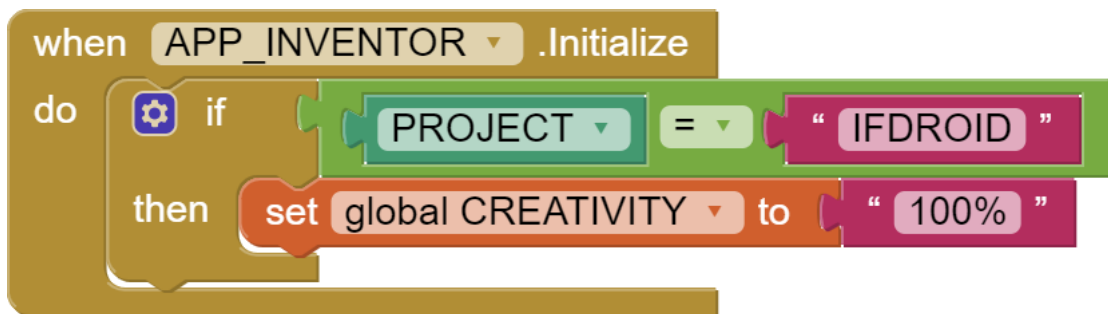 when APP_INVENTOR .Initialize
do if PROJECT = “ IFDROID ”
then set global CREATIVITY to “ 100% ”